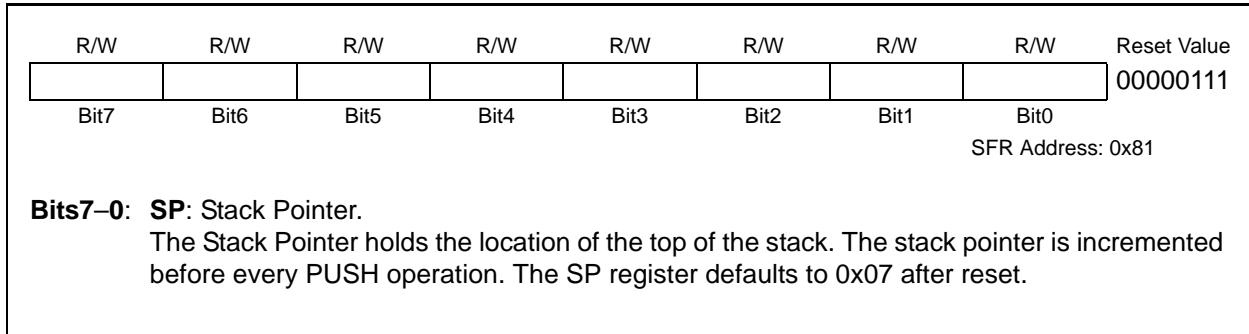 R/W R/W R/W R/W R/W R/W R/W R/W Reset Value
00000111
Bit7 Bit6 Bit5 Bit4 Bit3 Bit2 Bit1 Bit0
SFR Address: 0x81
Bits7–0: SP: Stack Pointer.
The Stack Pointer holds the location of the top of the stack. The stack pointer is incremented
before every PUSH operation. The SP register defaults to 0x07 after reset.